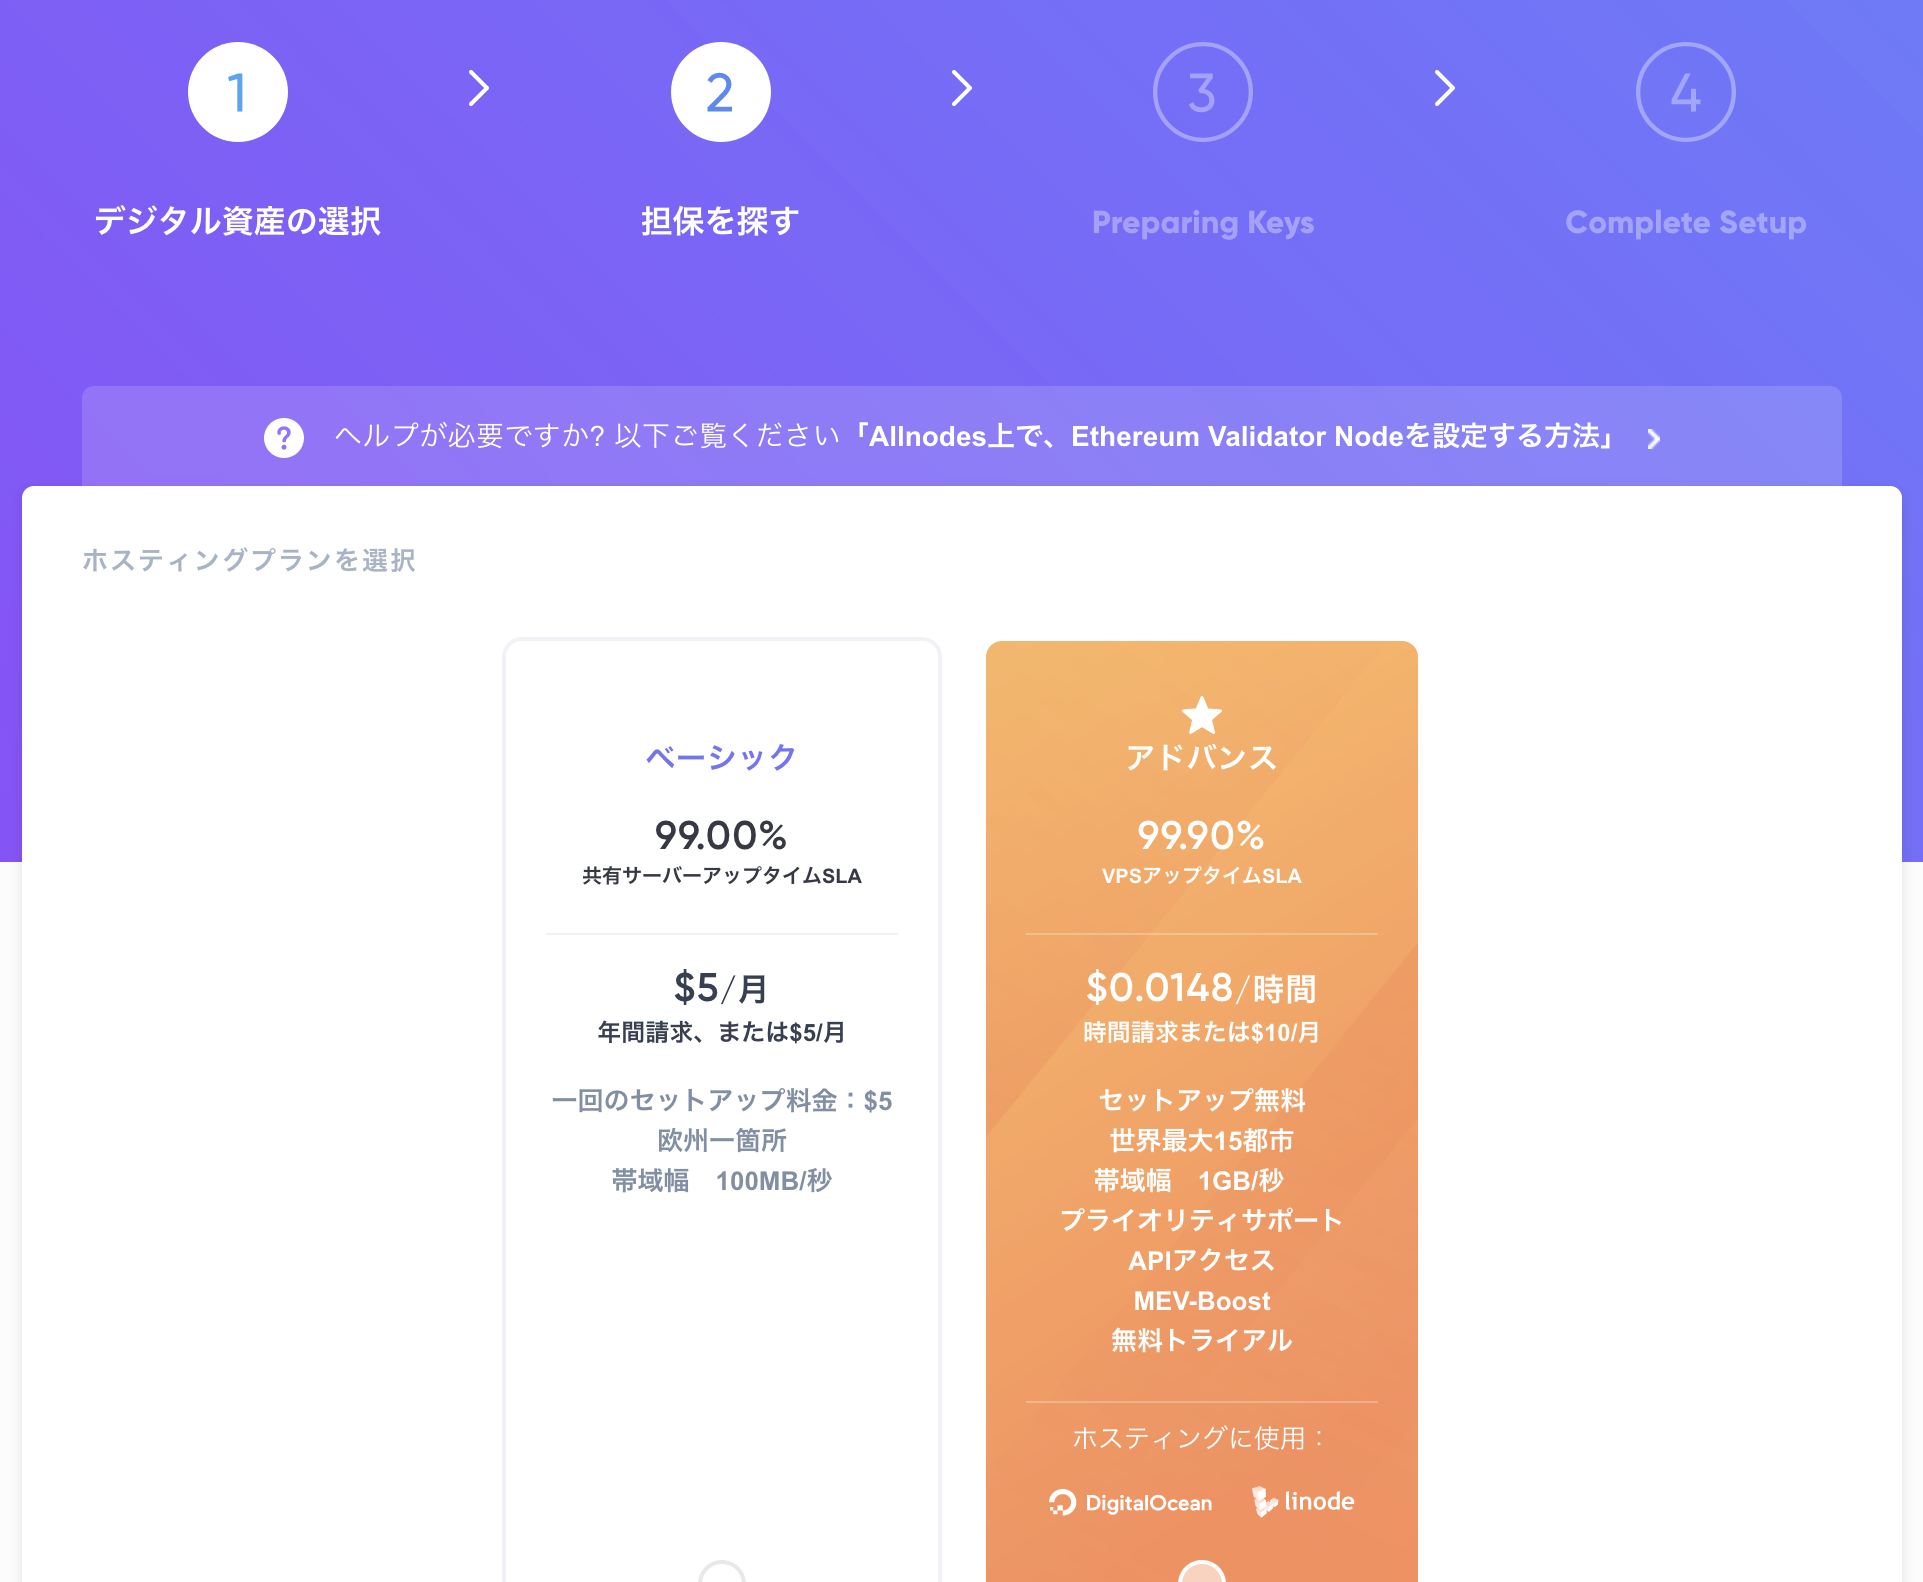 1
2
3
4
デジタル資産の選択
担保を探す
Preparing Keys
Complete Setup
? ヘルプが必要ですか? 以下ご覧ください「Allnodes上で、Ethereum Validator Nodeを設定する方法」
ホスティングプランを選択
ベーシック
99.00%
共有サーバーアップタイムSLA
$5/月
年間請求、または$5/月
一回のセットアップ料金：$5
欧州一箇所
帯域幅　100MB/秒
アドバンス
99.90%
VPSアップタイムSLA
$0.0148/時間
時間請求または$10/月
セットアップ無料
世界最大15都市
帯域幅　1GB/秒
プライオリティサポート
APIアクセス
MEV-Boost
無料トライアル
ホスティングに使用：
DigitalOcean
linode